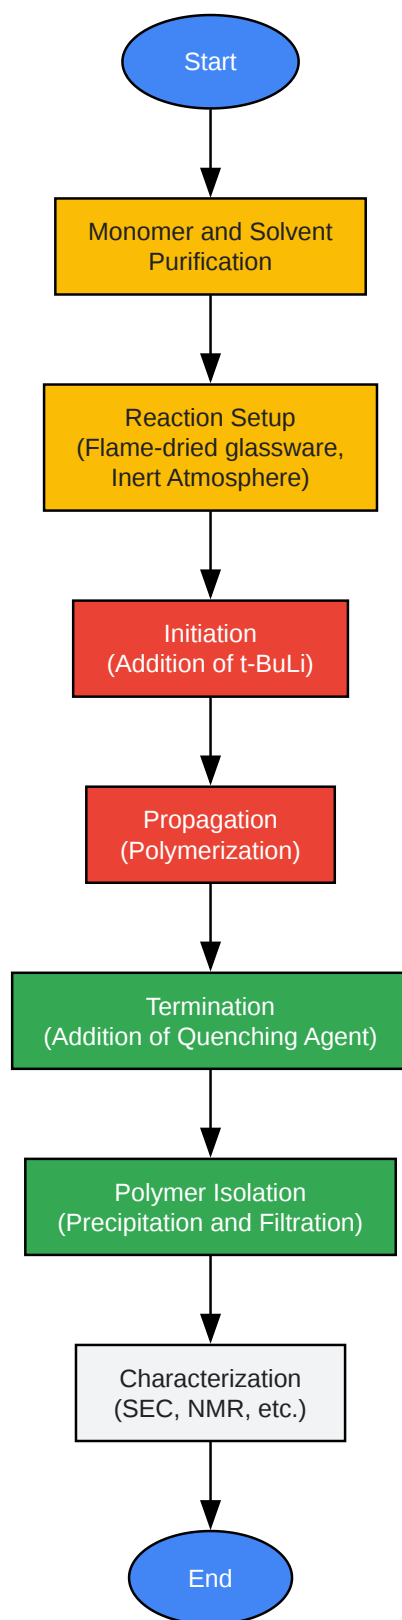 Start
Monomer and Solvent
Purification
Reaction Setup
(Flame-dried glassware,
Inert Atmosphere)
Initiation
(Addition of t-BuLi)
Propagation
(Polymerization)
Termination
(Addition of Quenching Agent)
Polymer Isolation
(Precipitation and Filtration)
Characterization
(SEC, NMR, etc.)
End